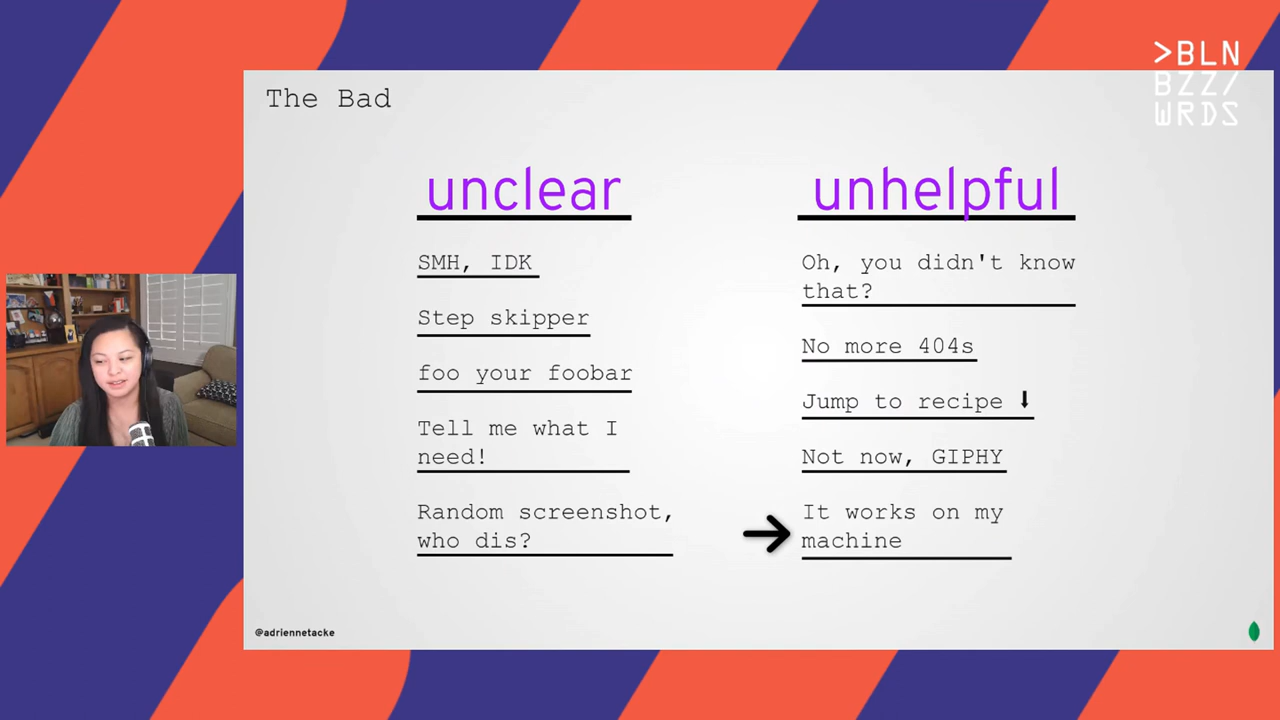 >BLN
BZZ/
WRDS
The Bad
unclear
SMH, IDK
Step skipper
foo your foobar
Tell me what I
need!
Random screenshot,
who dis?
unhelpful
Oh, you didn't know
that?
No more 404s
Jump to recipe ⬇
Not now, GIPHY
It works on my
machine
@adriennetacke